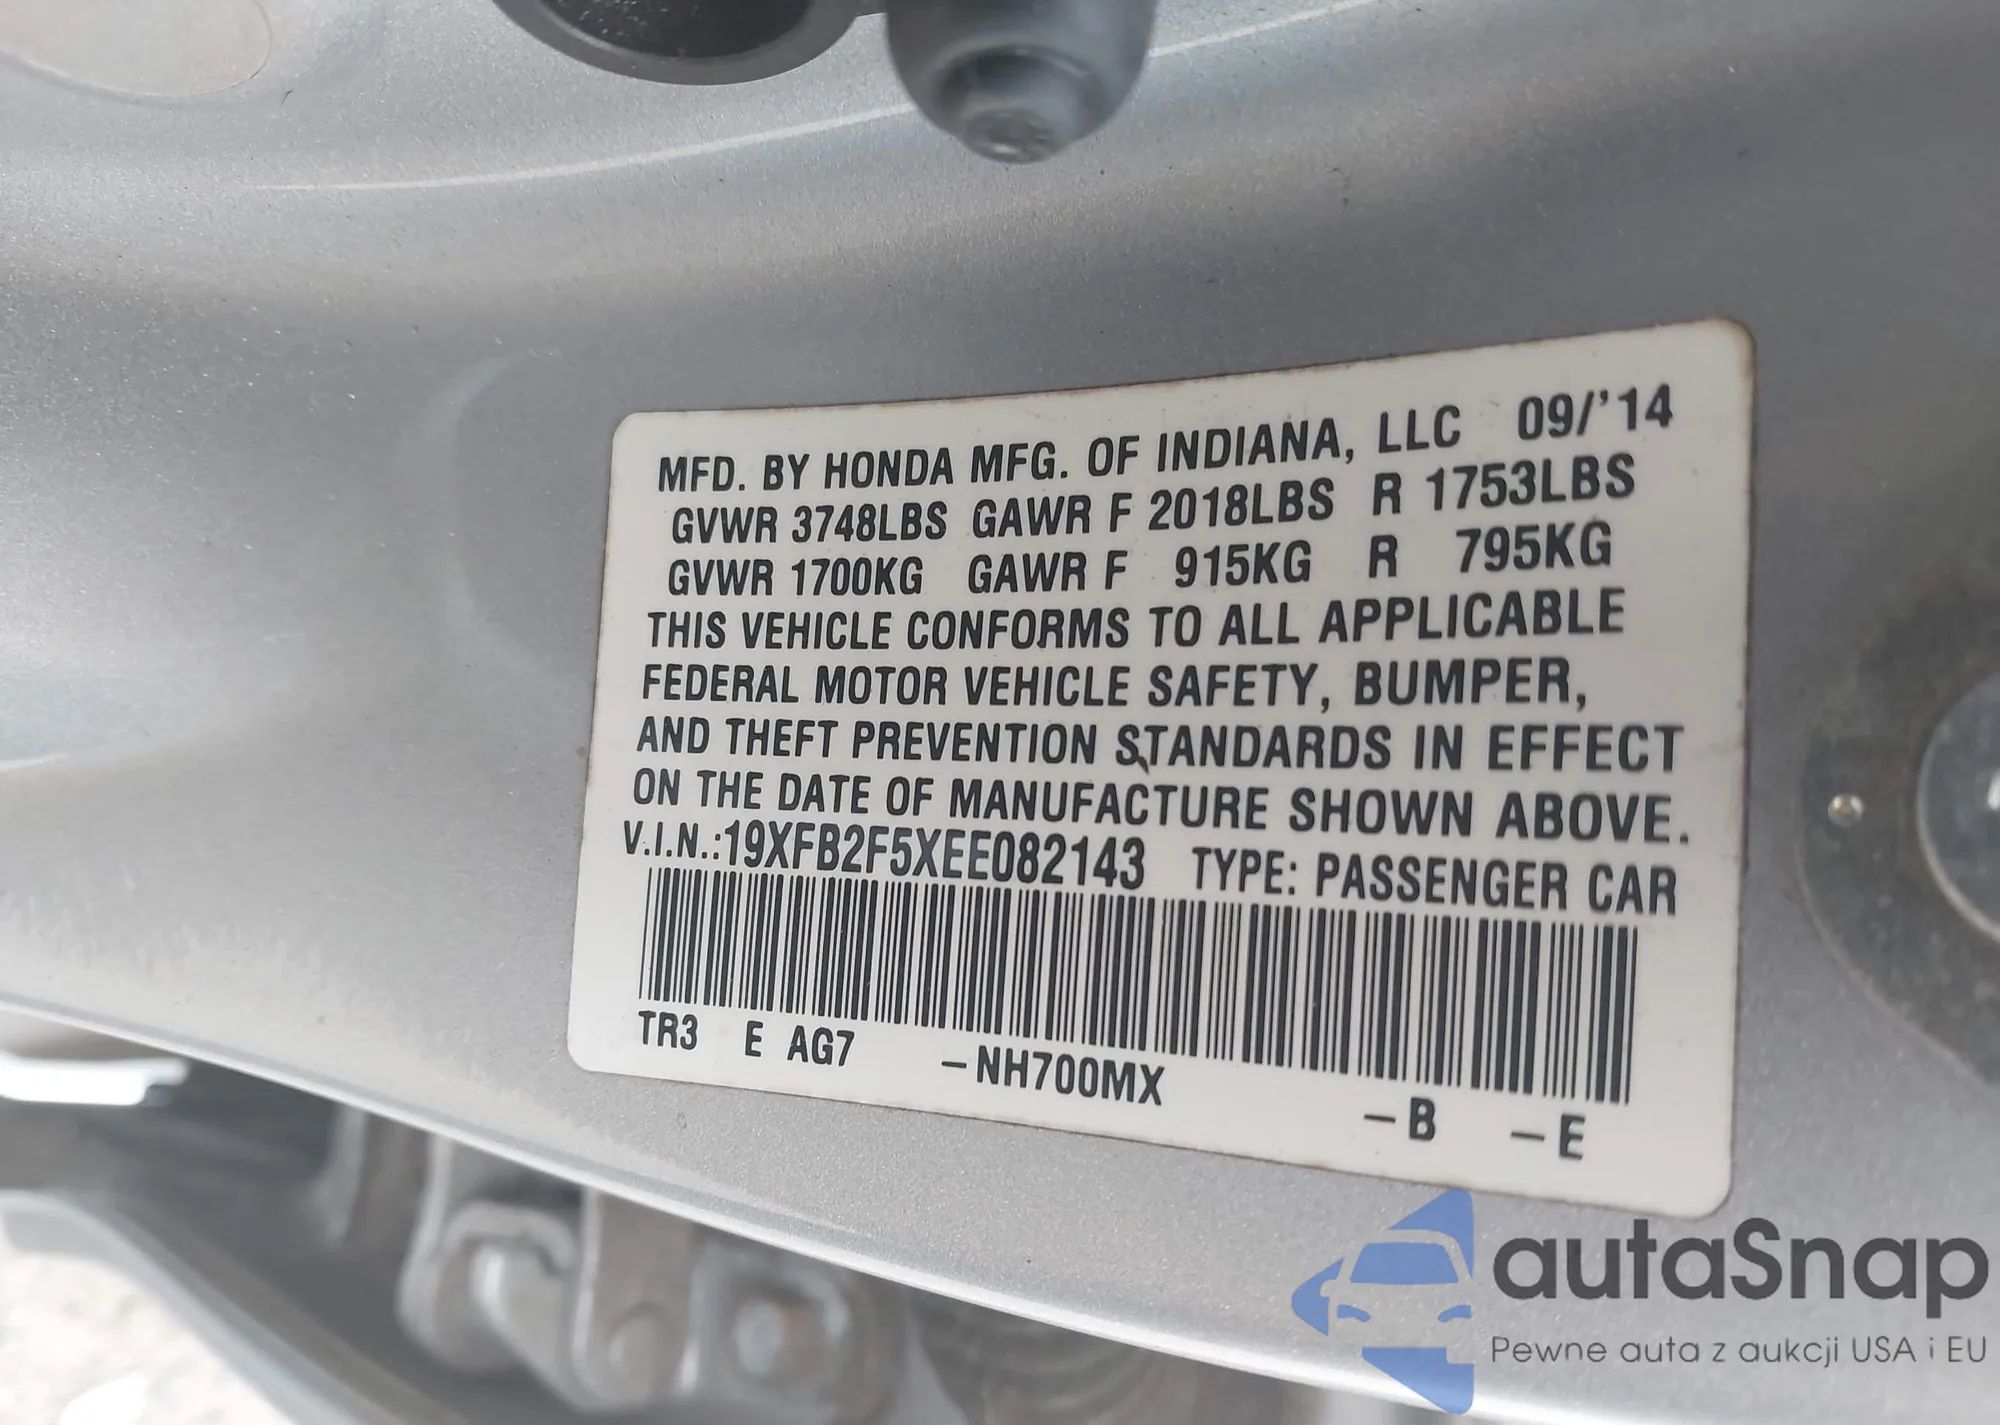 MFD. BY HONDA MFG. OF INDIANA, LLC 09/'14
GVWR 3748LBS GAWR F 2018LBS R 1753LBS
GVWR 1700KG GAWR F 915KG R 795KG
THIS VEHICLE CONFORMS TO ALL APPLICABLE
FEDERAL MOTOR VEHICLE SAFETY, BUMPER,
AND THEFT PREVENTION STANDARDS IN EFFECT
ON THE DATE OF MANUFACTURE SHOWN ABOVE.
V.I.N.:19XFB2F5XEE082143 TYPE: PASSENGER CAR
TR3 E AG7 -NH700MX -B -E
autaSnap
Pewne auta z aukcji USA i EU